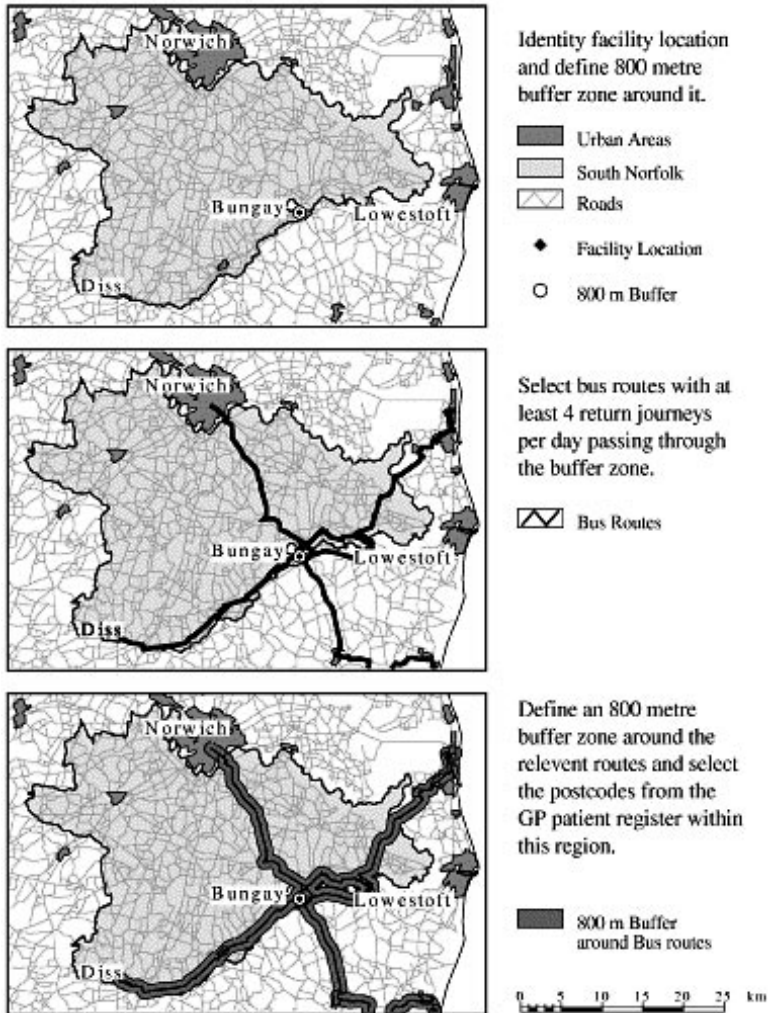 Norwich
Bungay
Lowestoft
Diss
Identity facility location
and define 800 metre
buffer zone around it.
Urban Areas
South Norfolk
Roads
Facility Location
800 m Buffer
Norwich
Bungay
Lowestoft
Diss
Select bus routes with at
least 4 return journeys
per day passing through
the buffer zone.
Bus Routes
Norwich
Bungay
Lowestoft
Diss
Define an 800 metre
buffer zone around the
relevent routes and select
the postcodes from the
GP patient register within
this region.
800 m Buffer
around Bus routes
0 5 10 15 20 25 km